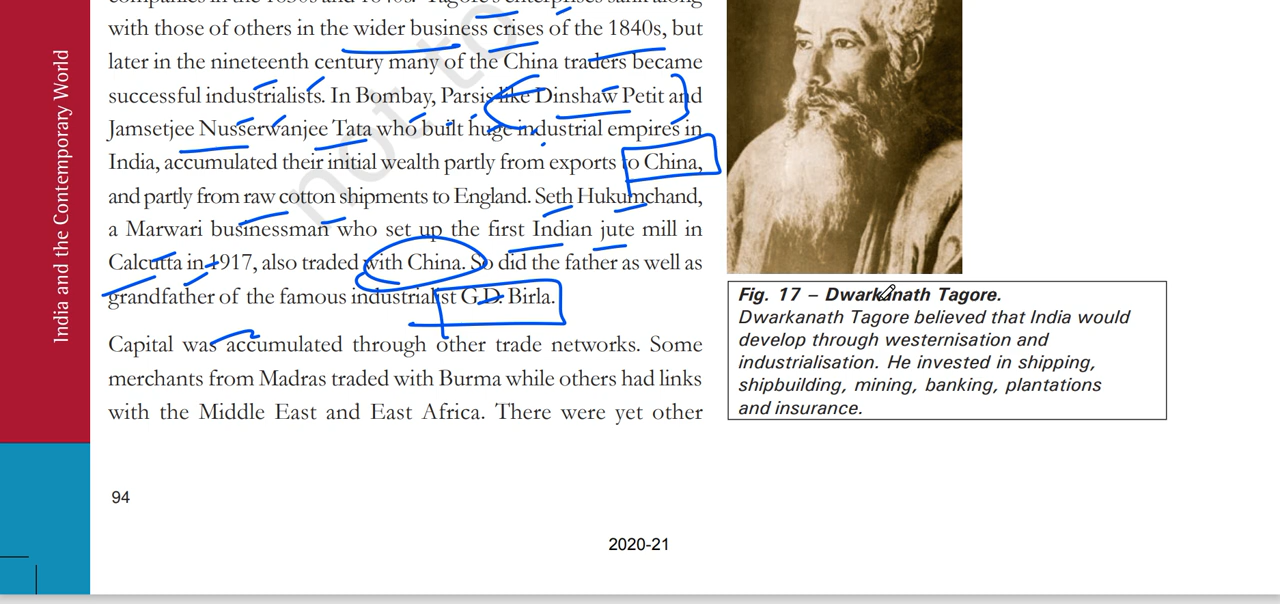 with those of others in the wider business crises of the 1840s, but
later in the nineteenth century many of the China traders became
successful industrialists. In Bombay, Parsis like Dinshaw Petit and
Jamsetjee Nusserwanjee Tata who built huge industrial empires in
India, accumulated their initial wealth partly from exports to China,
and partly from raw cotton shipments to England. Seth Hukumchand,
a Marwari businessman who set up the first Indian jute mill in
Calcutta in 1917, also traded with China. So did the father as well as
grandfather of the famous industrialist G.D. Birla.
Capital was accumulated through other trade networks. Some
merchants from Madras traded with Burma while others had links
with the Middle East and East Africa. There were yet other
Fig. 17 – Dwarkanath Tagore.
Dwarkanath Tagore believed that India would
develop through westernisation and
industrialisation. He invested in shipping,
shipbuilding, mining, banking, plantations
and insurance.
India and the Contemporary World
94
2020-21
not to